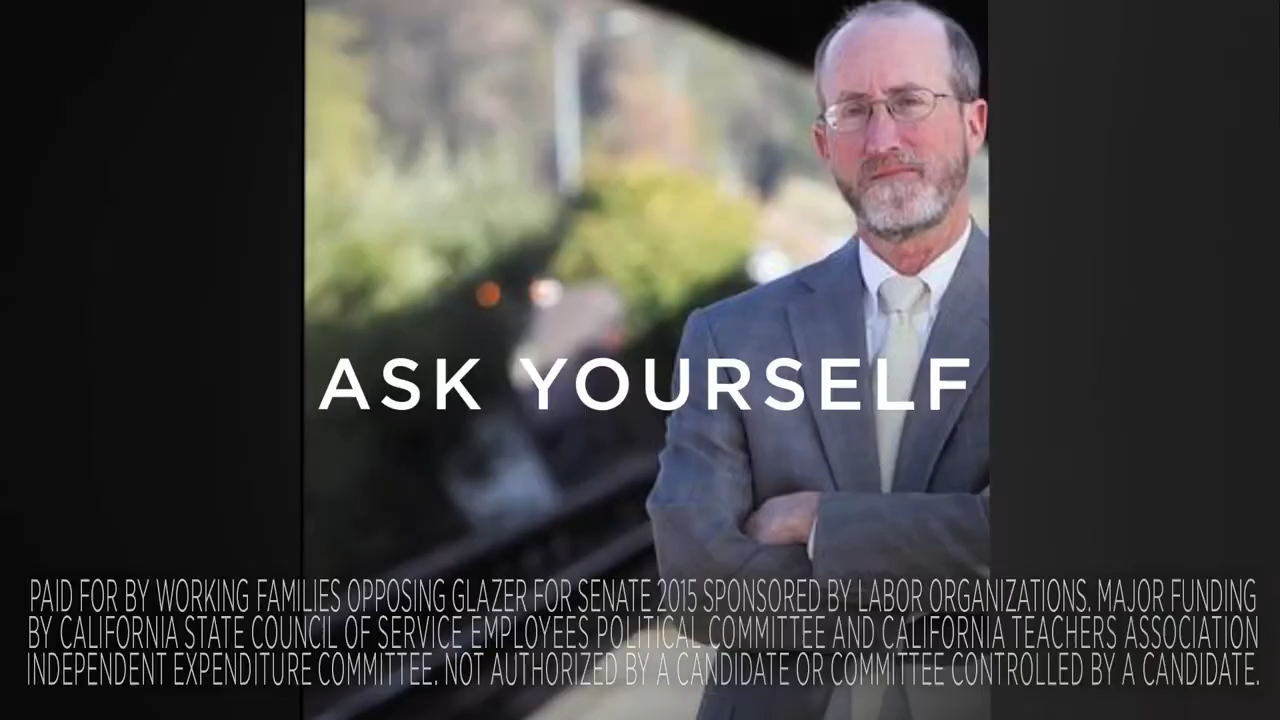 ASK YOURSELF
PAID FOR BY WORKING FAMILIES OPPOSING GLAZER FOR SENATE 2015 SPONSORED BY LABOR ORGANIZATIONS. MAJOR FUNDING
BY CALIFORNIA STATE COUNCIL OF SERVICE EMPLOYEES POLITICAL COMMITTEE AND CALIFORNIA TEACHERS ASSOCIATION
INDEPENDENT EXPENDITURE COMMITTEE. NOT AUTHORIZED BY A CANDIDATE OR COMMITTEE CONTROLLED BY A CANDIDATE.